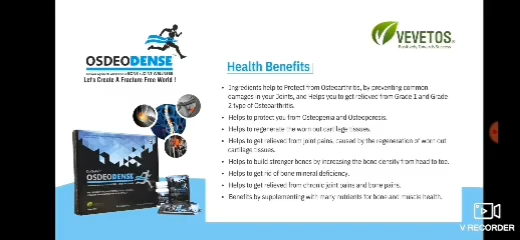 OSDEODENSE
Let's Create A Fracture Free World !
VEVETOS
Positively Towards Success
Health Benefits
• Ingredients help to Protect from Osteoarthritis, by preventing common
damages in your Joints, and Helps you to get relieved from Grade 1 and Grade
2 type of Osteoarthritis.
• Helps to protect you from Osteopenia and Osteoporosis.
• Helps to regenerate the worn out cartilage tissues.
• Helps to get relieved from joint pains, caused by the regeneration of worn out
cartilage tissues.
• Helps to build stronger bones by increasing the bone density from head to toe.
• Helps to get rid of bone mineral deficiency.
• Helps to get relieved from chronic joint pains and bone pains.
• Benefits by supplementing with many nutrients for bone and muscle health.
OSDEODENSE
V RECORDER